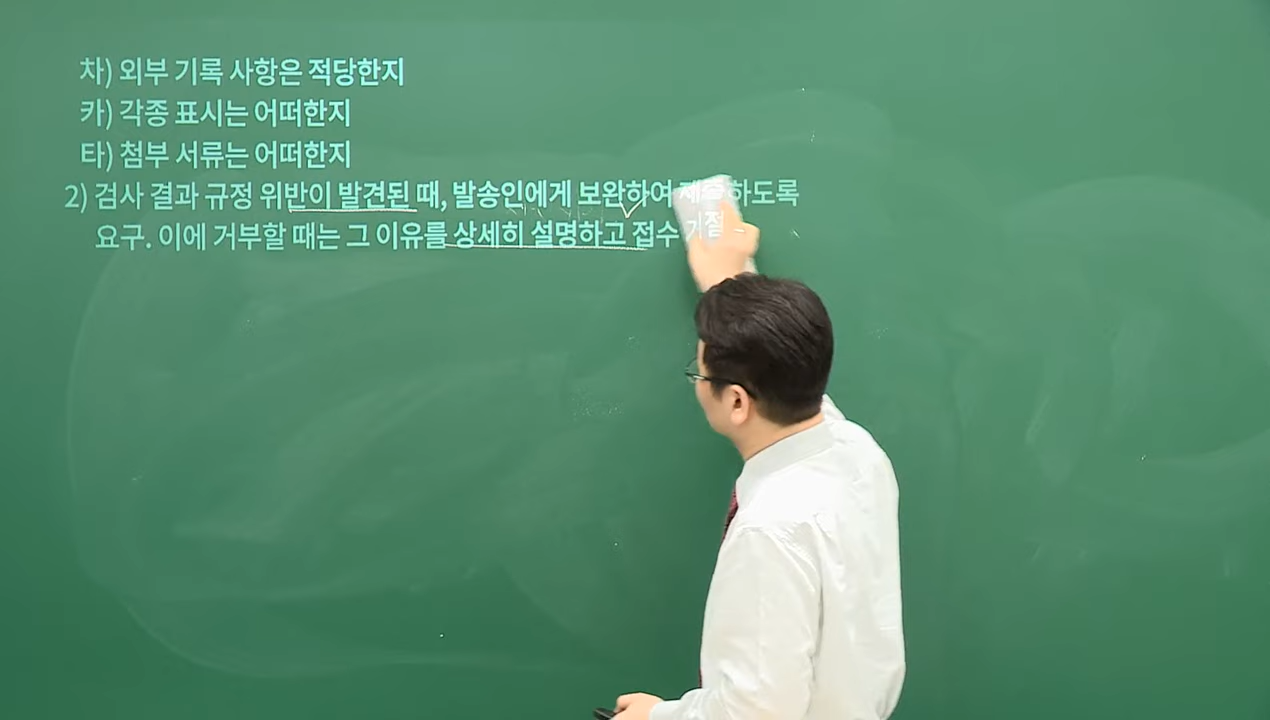 차) 외부 기록 사항은 적당한지
카) 각종 표시는 어떠한지
타) 첨부 서류는 어떠한지
2) 검사 결과 규정 위반이 발견된 때, 발송인에게 보완하여 제출하도록
요구. 이에 거부할 때는 그 이유를 상세히 설명하고 접수 거절